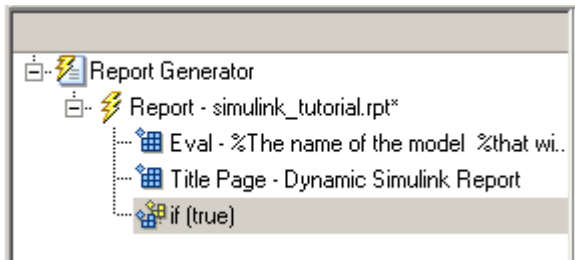 Report Generator
Report - simulink_tutorial.rpt*
Eval - %The name of the model  %that wi..
Title Page - Dynamic Simulink Report
if (true)